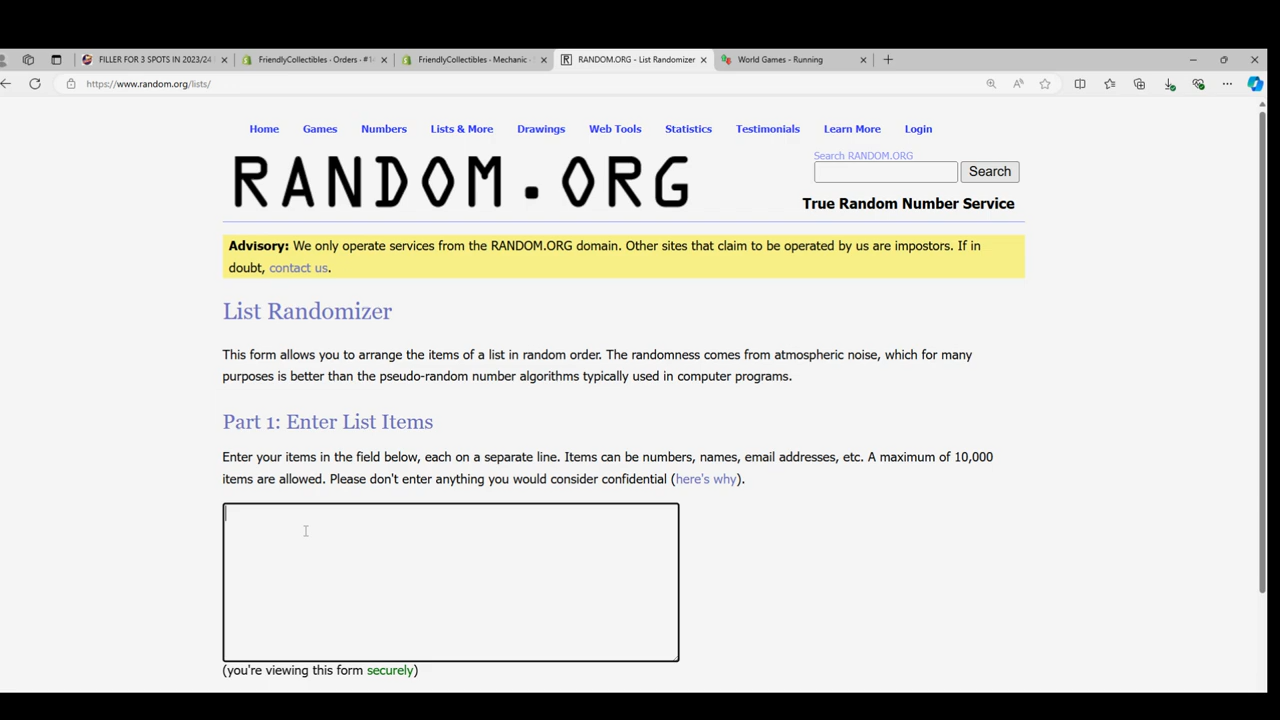 FILLER FOR 3 SPOTS IN 2023/24
FriendlyCollectibles · Orders · #1
FriendlyCollectibles · Mechanic ·
RANDOM.ORG - List Randomizer
World Games - Running
https://www.random.org/lists/
Home Games Numbers Lists & More Drawings Web Tools Statistics Testimonials Learn More Login
RANDOM.ORG
Search RANDOM.ORG
Search
True Random Number Service
Advisory: We only operate services from the RANDOM.ORG domain. Other sites that claim to be operated by us are impostors. If in
doubt, contact us.
List Randomizer
This form allows you to arrange the items of a list in random order. The randomness comes from atmospheric noise, which for many
purposes is better than the pseudo-random number algorithms typically used in computer programs.
Part 1: Enter List Items
Enter your items in the field below, each on a separate line. Items can be numbers, names, email addresses, etc. A maximum of 10,000
items are allowed. Please don't enter anything you would consider confidential (here's why).
(you're viewing this form securely)